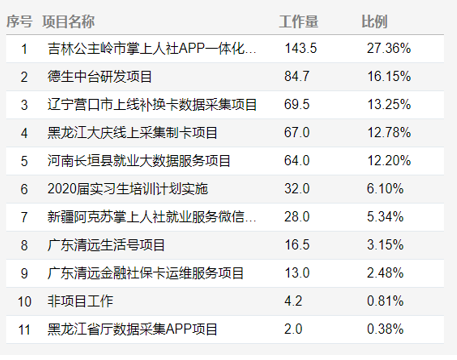 序号 项目名称 工作量 比例
1 吉林公主岭市掌上人社APP一体化... 143.5 27.36%
2 德生中台研发项目 84.7 16.15%
3 辽宁营口市上线补换卡数据采集项目 69.5 13.25%
4 黑龙江大庆线上采集制卡项目 67.0 12.78%
5 河南长垣县就业大数据服务项目 64.0 12.20%
6 2020届实习生培训计划实施 32.0 6.10%
7 新疆阿克苏掌上人社就业服务微信... 28.0 5.34%
8 广东清远生活号项目 16.5 3.15%
9 广东清远金融社保卡运维服务项目 13.0 2.48%
10 非项目工作 4.2 0.81%
11 黑龙江省厅数据采集APP项目 2.0 0.38%